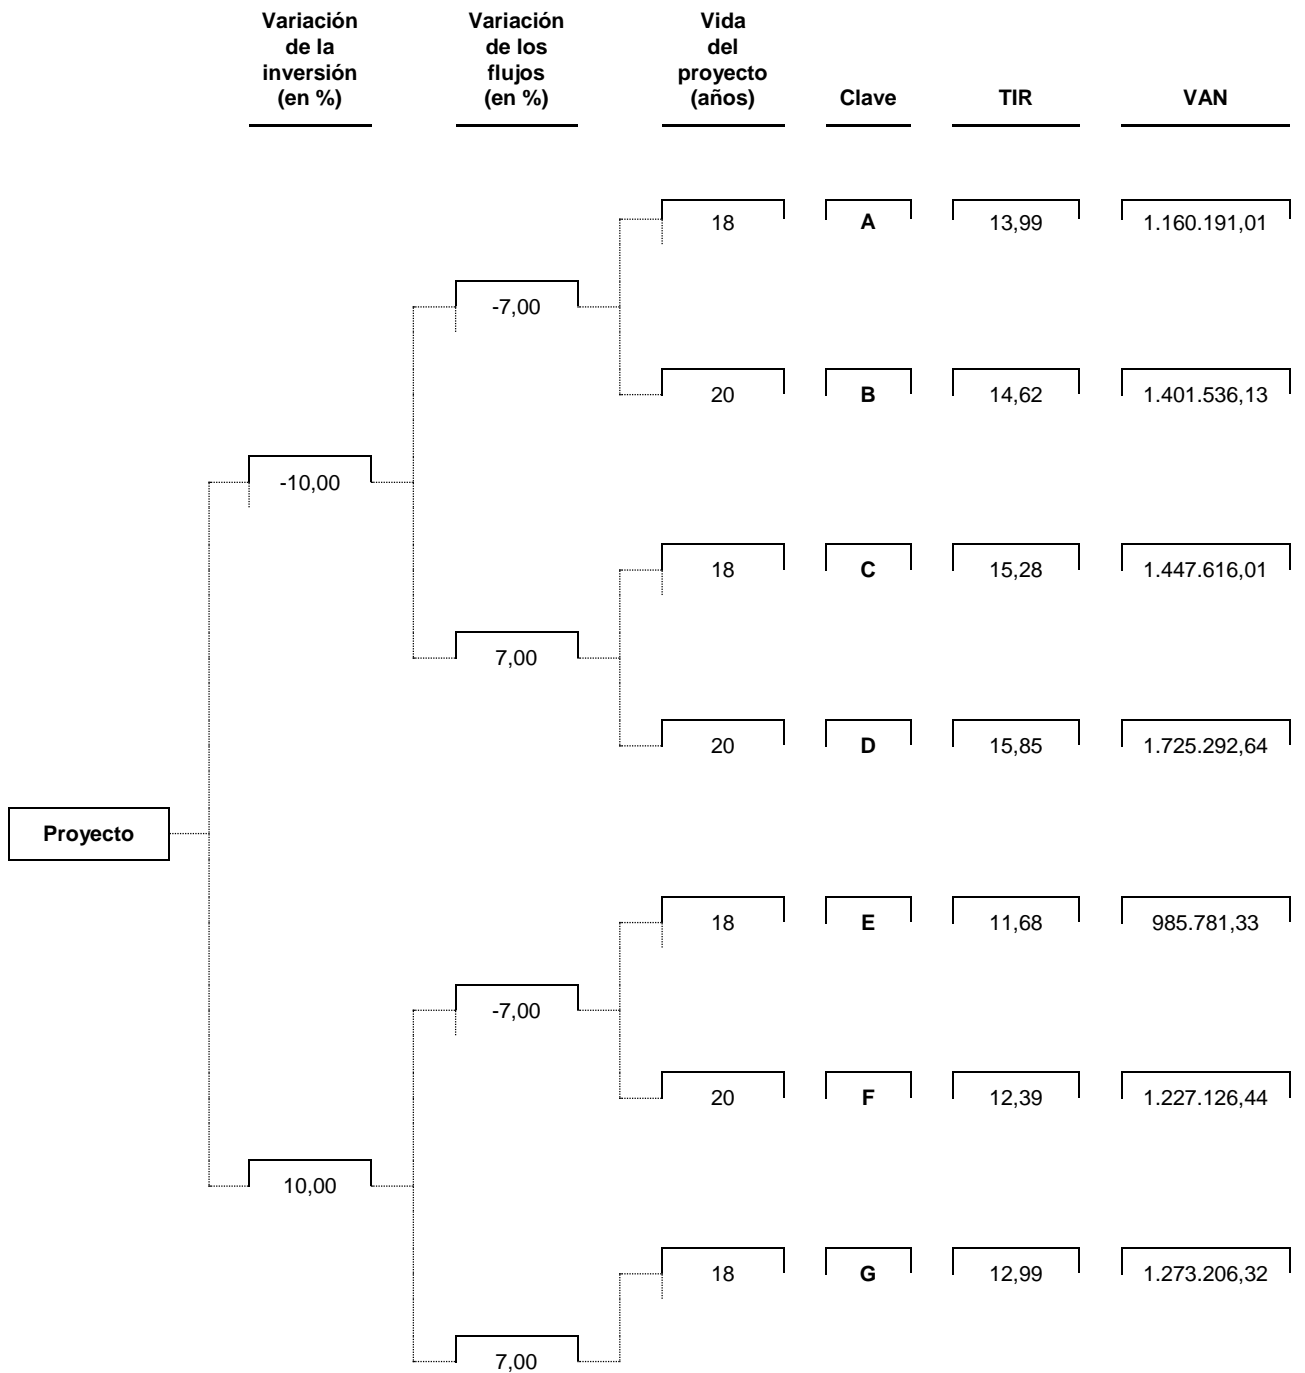 Variación de la inversión (en %)
Variación de los flujos (en %)
Vida del proyecto (años)
Clave
TIR
VAN
18 A 13,99 1.160.191,01
-7,00
20 B 14,62 1.401.536,13
-10,00
18 C 15,28 1.447.616,01
7,00
20 D 15,85 1.725.292,64
Proyecto
18 E 11,68 985.781,33
-7,00
20 F 12,39 1.227.126,44
10,00
18 G 12,99 1.273.206,32
7,00